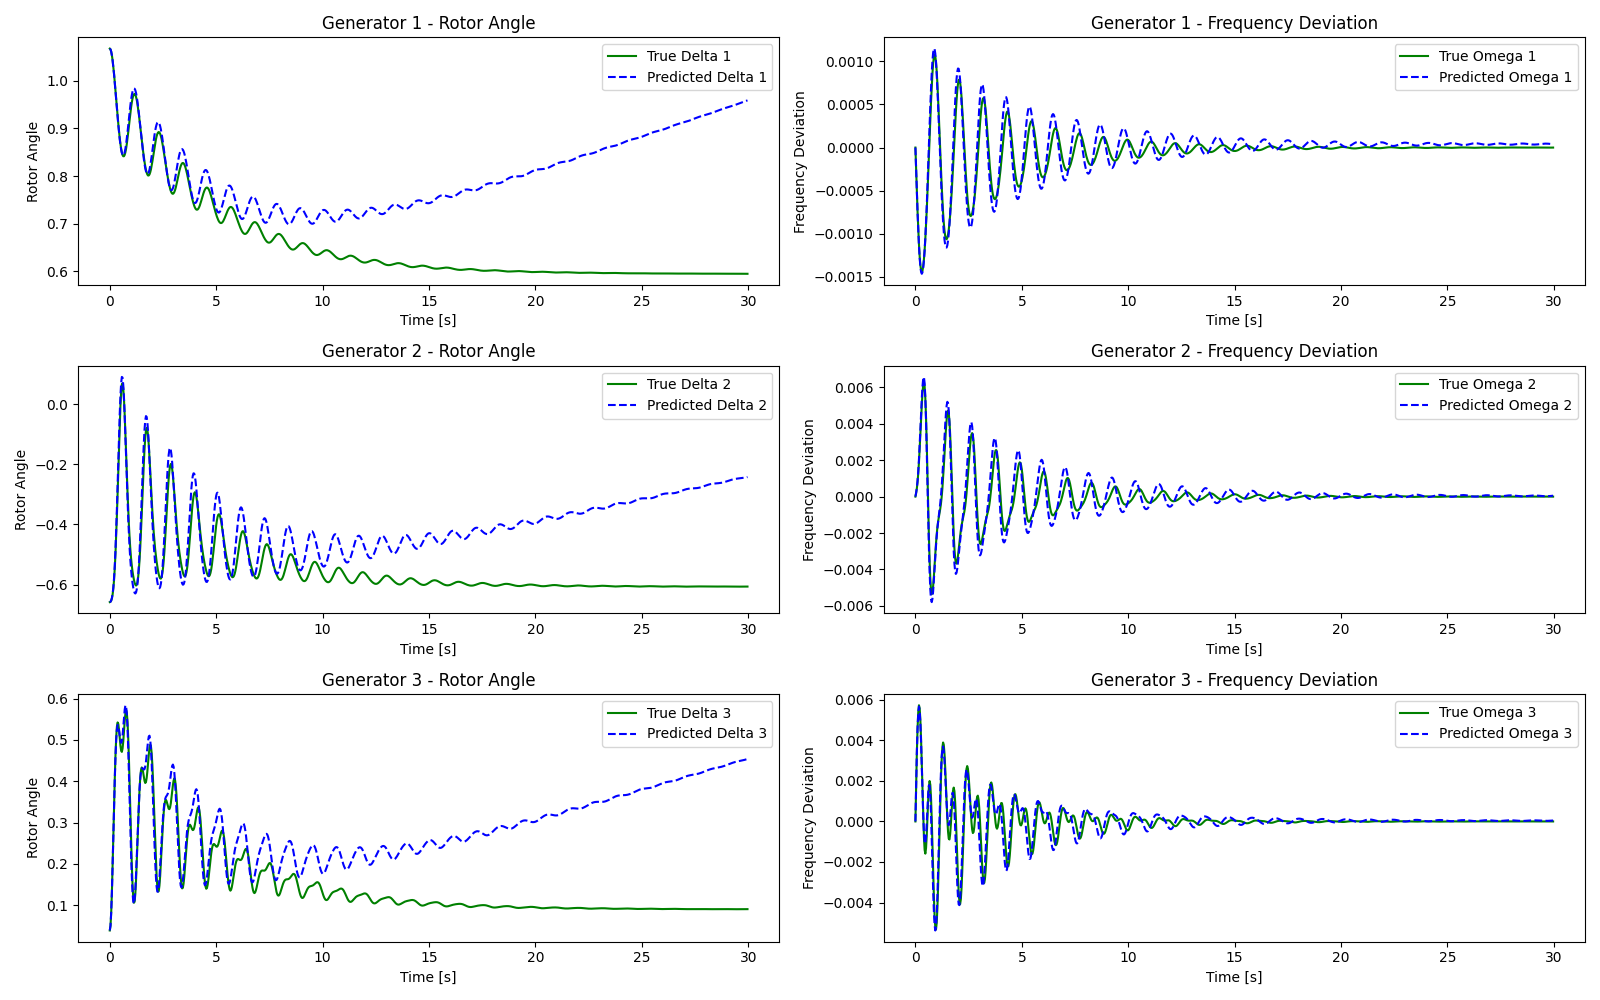 Generator 1 - Rotor Angle
Rotor Angle
1.0
0.9
0.8
0.7
0.6
True Delta 1
Predicted Delta 1
0 5 10 15 20 25 30
Time [s]
Generator 1 - Frequency Deviation
Frequency Deviation
0.0010
0.0005
0.0000
−0.0005
−0.0010
−0.0015
True Omega 1
Predicted Omega 1
0 5 10 15 20 25 30
Time [s]
Generator 2 - Rotor Angle
Rotor Angle
0.0
−0.2
−0.4
−0.6
True Delta 2
Predicted Delta 2
0 5 10 15 20 25 30
Time [s]
Generator 2 - Frequency Deviation
Frequency Deviation
0.006
0.004
0.002
0.000
−0.002
−0.004
−0.006
True Omega 2
Predicted Omega 2
0 5 10 15 20 25 30
Time [s]
Generator 3 - Rotor Angle
Rotor Angle
0.6
0.5
0.4
0.3
0.2
0.1
True Delta 3
Predicted Delta 3
0 5 10 15 20 25 30
Time [s]
Generator 3 - Frequency Deviation
Frequency Deviation
0.006
0.004
0.002
0.000
−0.002
−0.004
True Omega 3
Predicted Omega 3
0 5 10 15 20 25 30
Time [s]